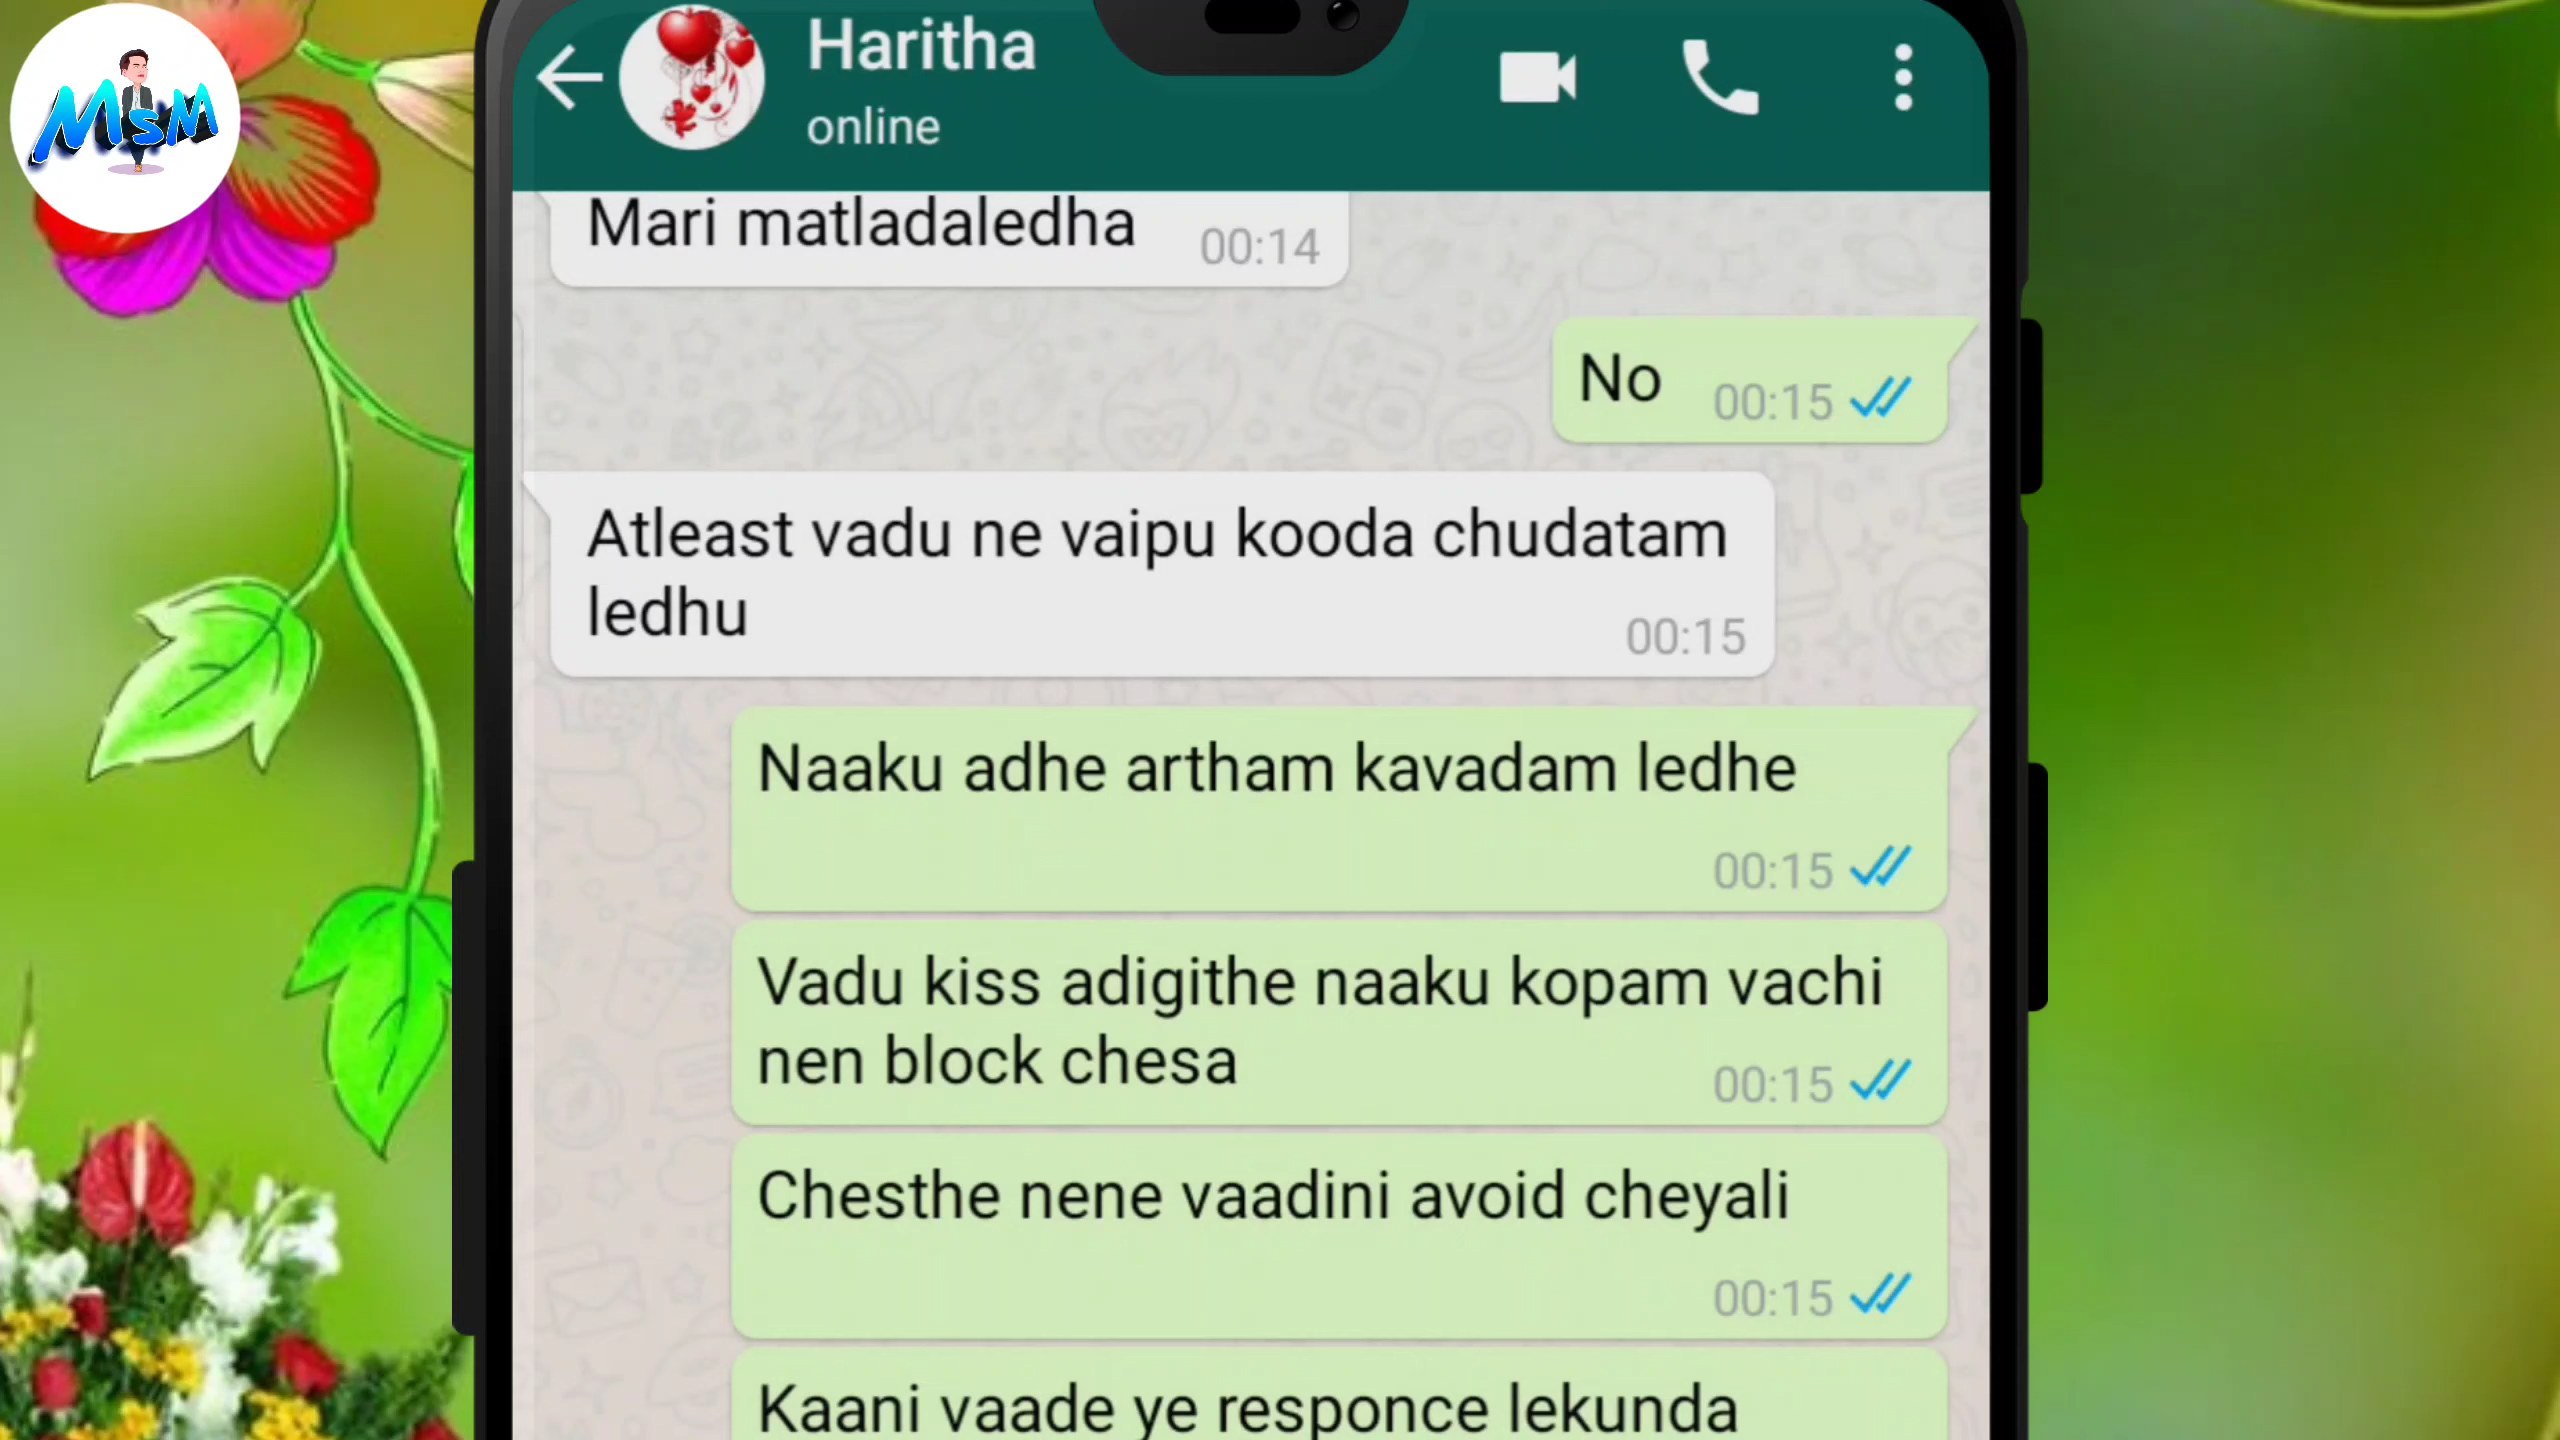 MSM
Haritha
online
Mari matladaledha 00:14
No 00:15
Atleast vadu ne vaipu kooda chudatam
ledhu 00:15
Naaku adhe artham kavadam ledhe
00:15
Vadu kiss adigithe naaku kopam vachi
nen block chesa 00:15
Chesthe nene vaadini avoid cheyali
00:15
Kaani vaade ye responce lekunda